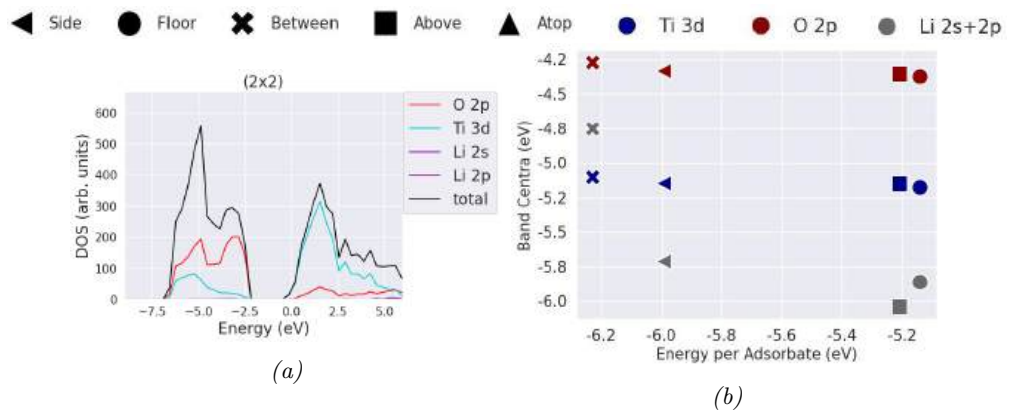 Side Floor Between Above Atop Ti 3d O 2p Li 2s+2p
(2x2)
O 2p
Ti 3d
Li 2s
Li 2p
total
DOS (arb. units)
600
500
400
300
200
100
0
−7.5 −5.0 −2.5 0.0 2.5 5.0
Energy (eV)
(a)
Band Centra (eV)
-4.2
-4.5
-4.8
-5.0
-5.2
-5.5
-5.8
-6.0
-6.2 -6.0 -5.8 -5.6 -5.4 -5.2
Energy per Adsorbate (eV)
(b)